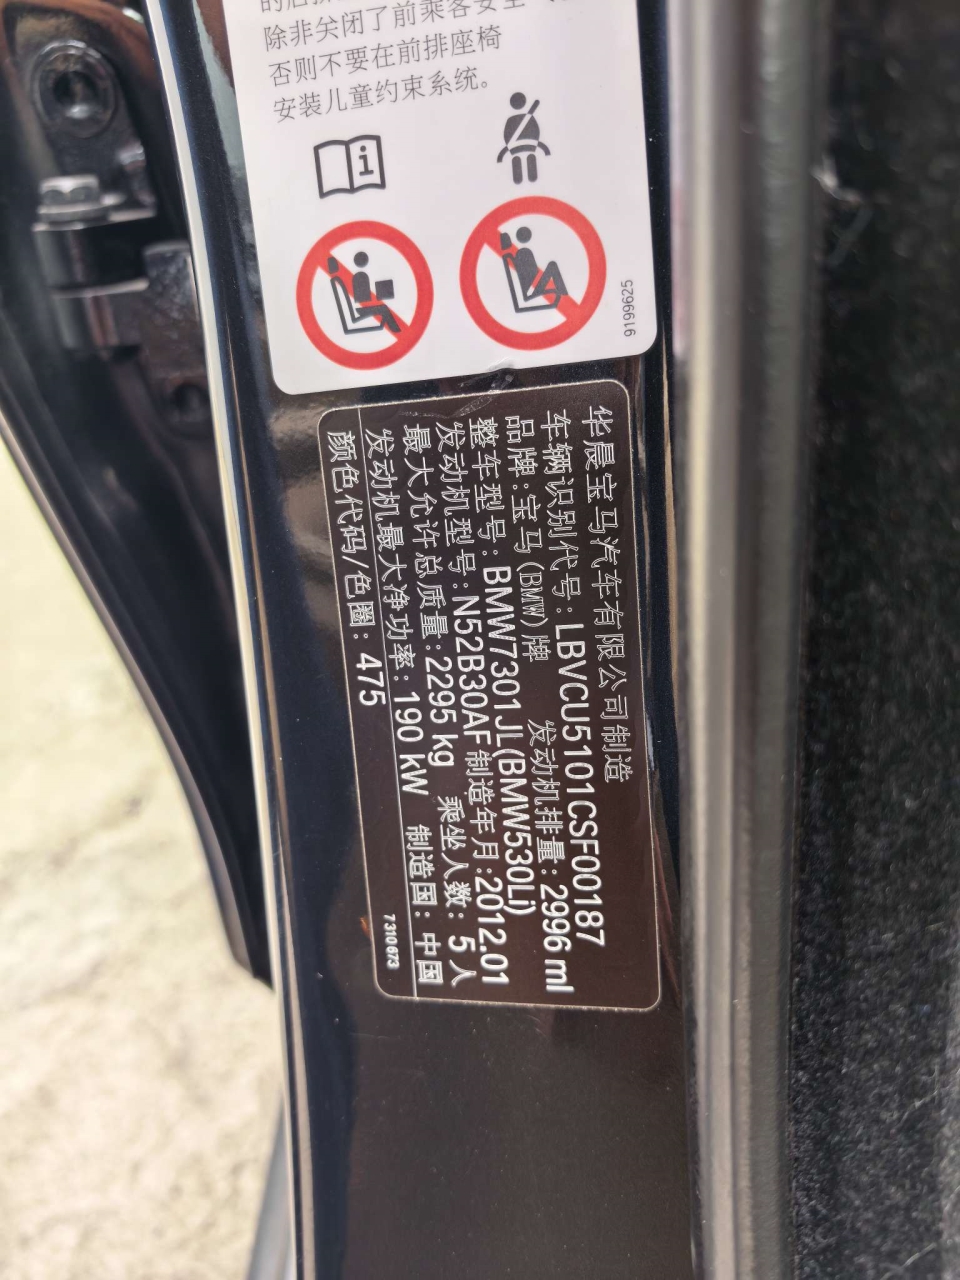 除非关闭了前乘客安全
否则不要在前排座椅
安装儿童约束系统。
9199625
华晨宝马汽车有限公司制造
车辆识别代号:LBVCU5101CSF00187
品牌:宝马(BMW)牌 发动机排量:2996 ml
整车型号:BMW7301JL(BMW530Li)
发动机型号:N52B30AF 制造年月:2012.01
最大允许总质量:2295 kg 乘坐人数:5人
发动机最大净功率:190 kW 制造国:中国
颜色代码/色圈:475
7310673